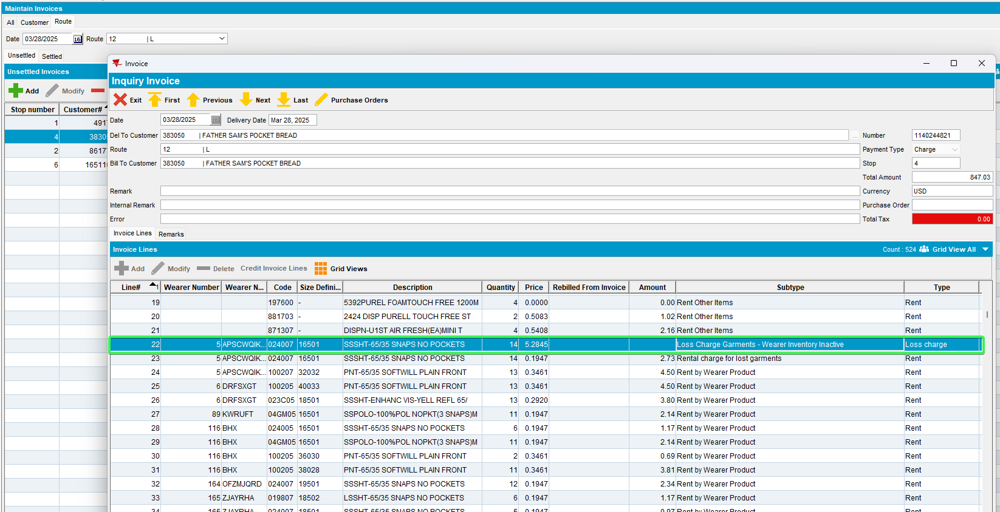 Maintain Invoices
All Customer Route
Date 03/28/2025 16 Route 12 | L
Unsettled Settled
Unsettled Invoices
Add Modify
Stop number Customer#
1 491
4 3830
2 8617
6 16511
Invoice
Inquiry Invoice
Exit First Previous Next Last Purchase Orders
Date 03/28/2025 16 Delivery Date Mar 28, 2025
Del To Customer 383050 | FATHER SAM'S POCKET BREAD ... Number 1140244821
Route 12 | L Payment Type Charge
Bill To Customer 383050 | FATHER SAM'S POCKET BREAD Stop 4
Total Amount 847.03
Remark Currency USD
Internal Remark Purchase Order
Error Total Tax 0.00
Invoice Lines Remarks
Invoice Lines Count : 524 Grid View All
Add Modify Delete Credit Invoice Lines Grid Views
Line# 1 Wearer Number Wearer N... Code Size Defini... Description Quantity Price Rebilled From Invoice Amount Subtype Type
19 197600 - 5392PUREL FOAMTOUCH FREE 1200M 4 0.0000 0.00 Rent Other Items Rent
20 881703 - 2424 DISP PURELL TOUCH FREE ST 2 0.5083 1.02 Rent Other Items Rent
21 871307 - DISPN-U1ST AIR FRESH(EA)MINI T 4 0.5408 2.16 Rent Other Items Rent
22 5 APSCWQIK... 024007 16501 SSSHT-65/35 SNAPS NO POCKETS 14 5.2845 Loss Charge Garments - Wearer Inventory Inactive Loss charge
23 5 APSCWQIK... 024007 16501 SSSHT-65/35 SNAPS NO POCKETS 14 0.1947 2.73 Rental charge for lost garments Rent
24 5 APSCWQIK... 100207 32032 PNT-65/35 SOFTWILL PLAIN FRONT 13 0.3461 4.50 Rent by Wearer Product Rent
25 6 DRFSXGT 100205 40033 PNT-65/35 SOFTWILL PLAIN FRONT 13 0.3461 4.50 Rent by Wearer Product Rent
26 6 DRFSXGT 023C05 18501 SSSHT-ENHANC VIS-YELL REFL 65/ 13 0.2920 3.80 Rent by Wearer Product Rent
27 89 KWRUFT 04GM05 16501 SSPOLO-100%POL NOPKT(3 SNAPS)M 11 0.1947 2.14 Rent by Wearer Product Rent
28 116 BHX 024005 16501 SSSHT-65/35 SNAPS NO POCKETS 6 0.1947 1.17 Rent by Wearer Product Rent
29 116 BHX 04GM05 16501 SSPOLO-100%POL NOPKT(3 SNAPS)M 11 0.1947 2.14 Rent by Wearer Product Rent
30 116 BHX 100205 36030 PNT-65/35 SOFTWILL PLAIN FRONT 2 0.3461 0.69 Rent by Wearer Product Rent
31 116 BHX 100205 38028 PNT-65/35 SOFTWILL PLAIN FRONT 11 0.3461 3.81 Rent by Wearer Product Rent
32 164 OFZMJQRD 024007 19501 SSSHT-65/35 SNAPS NO POCKETS 12 0.1947 2.34 Rent by Wearer Product Rent
33 165 ZJAYRHA 019807 18502 LSSHT-65/35 SNAPS NO POCKETS 6 0.1947 1.17 Rent by Wearer Product Rent
34 165 ZJAYRHA 024007 18501 SSSHT-65/35 SNAPS NO POCKETS 5 0.1947 0.97 Rent by Wearer Product Rent